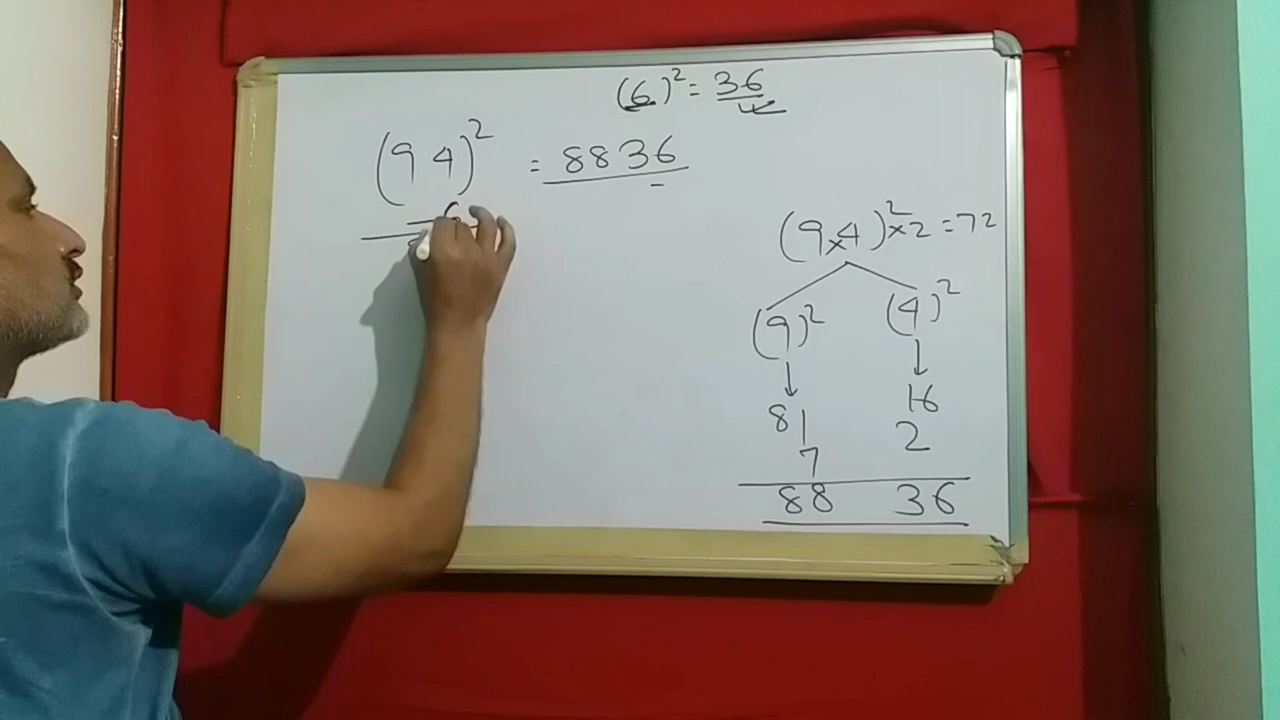 (6)² = 36
(94)² = 8836
- 6
(9×4)² × 2 = 72
(9)² (4)²
81 16
7 2
88 36